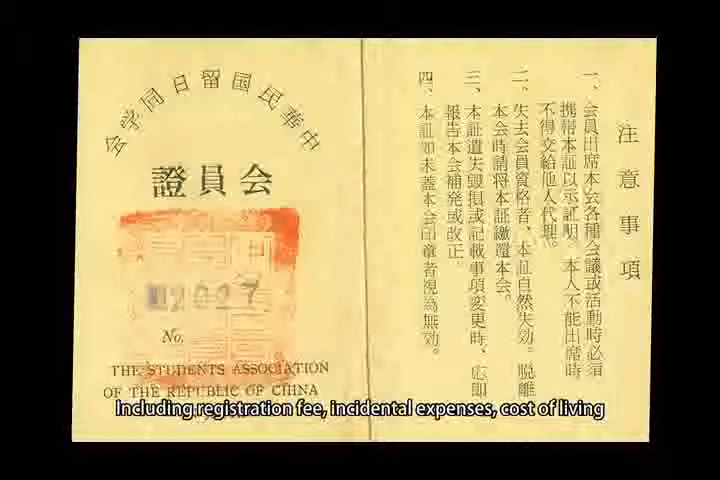 中華民国留日同学会
会員證
No.
THE STUDENTS ASSOCIATION
OF THE REPUBLIC OF CHINA
注意事項
一、会員出席本会各種会議或活動時必須
携帯本証以示証明。本人不能出席時
不得交給他人代理。
二、失去会員資格者、本証自然失効。脱離
本会時請将本証繳還本会。
三、本証遺失毀損或記載事項変更時、応即
報告本会補発或改正。
四、本証如未蓋本会印章者視為無効。
Including registration fee, incidental expenses, cost of living